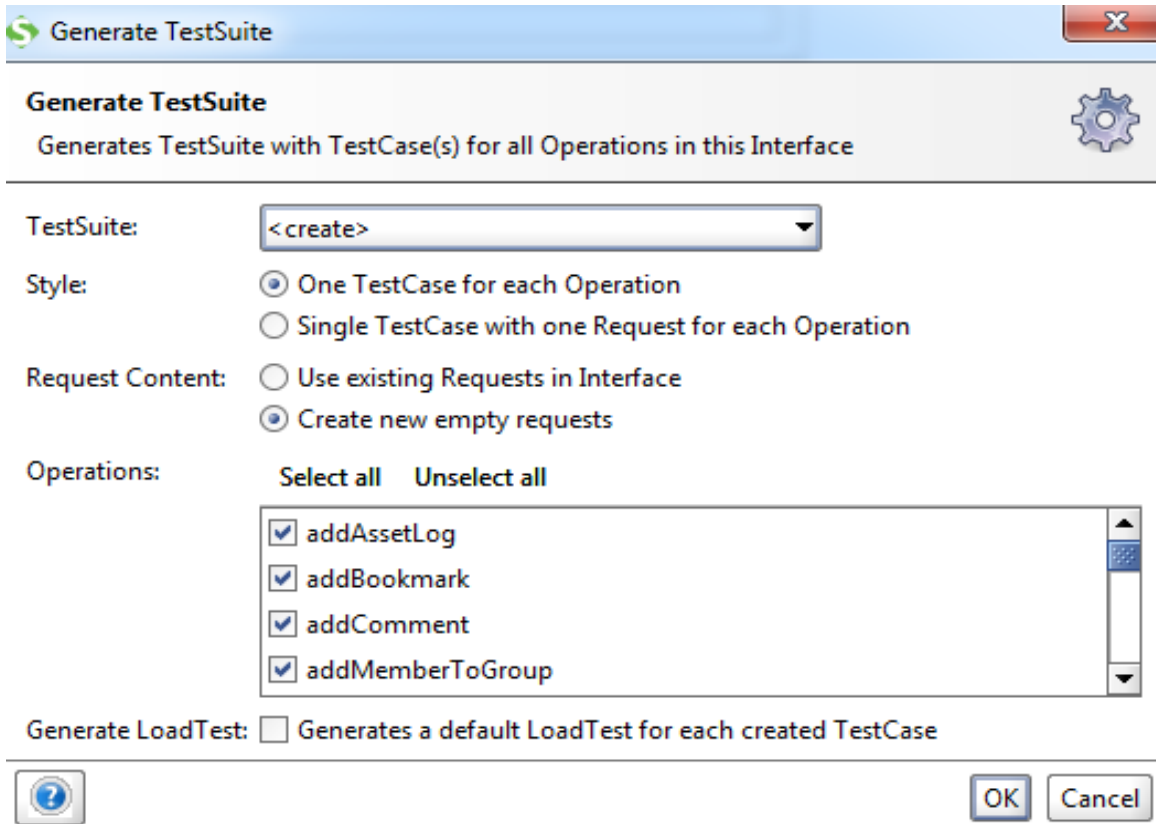 Generate TestSuite
Generate TestSuite
Generates TestSuite with TestCase(s) for all Operations in this Interface
TestSuite: <create>
Style: One TestCase for each Operation
Single TestCase with one Request for each Operation
Request Content: Use existing Requests in Interface
Create new empty requests
Operations: Select all Unselect all
addAssetLog
addBookmark
addComment
addMemberToGroup
Generate LoadTest: Generates a default LoadTest for each created TestCase
OK Cancel